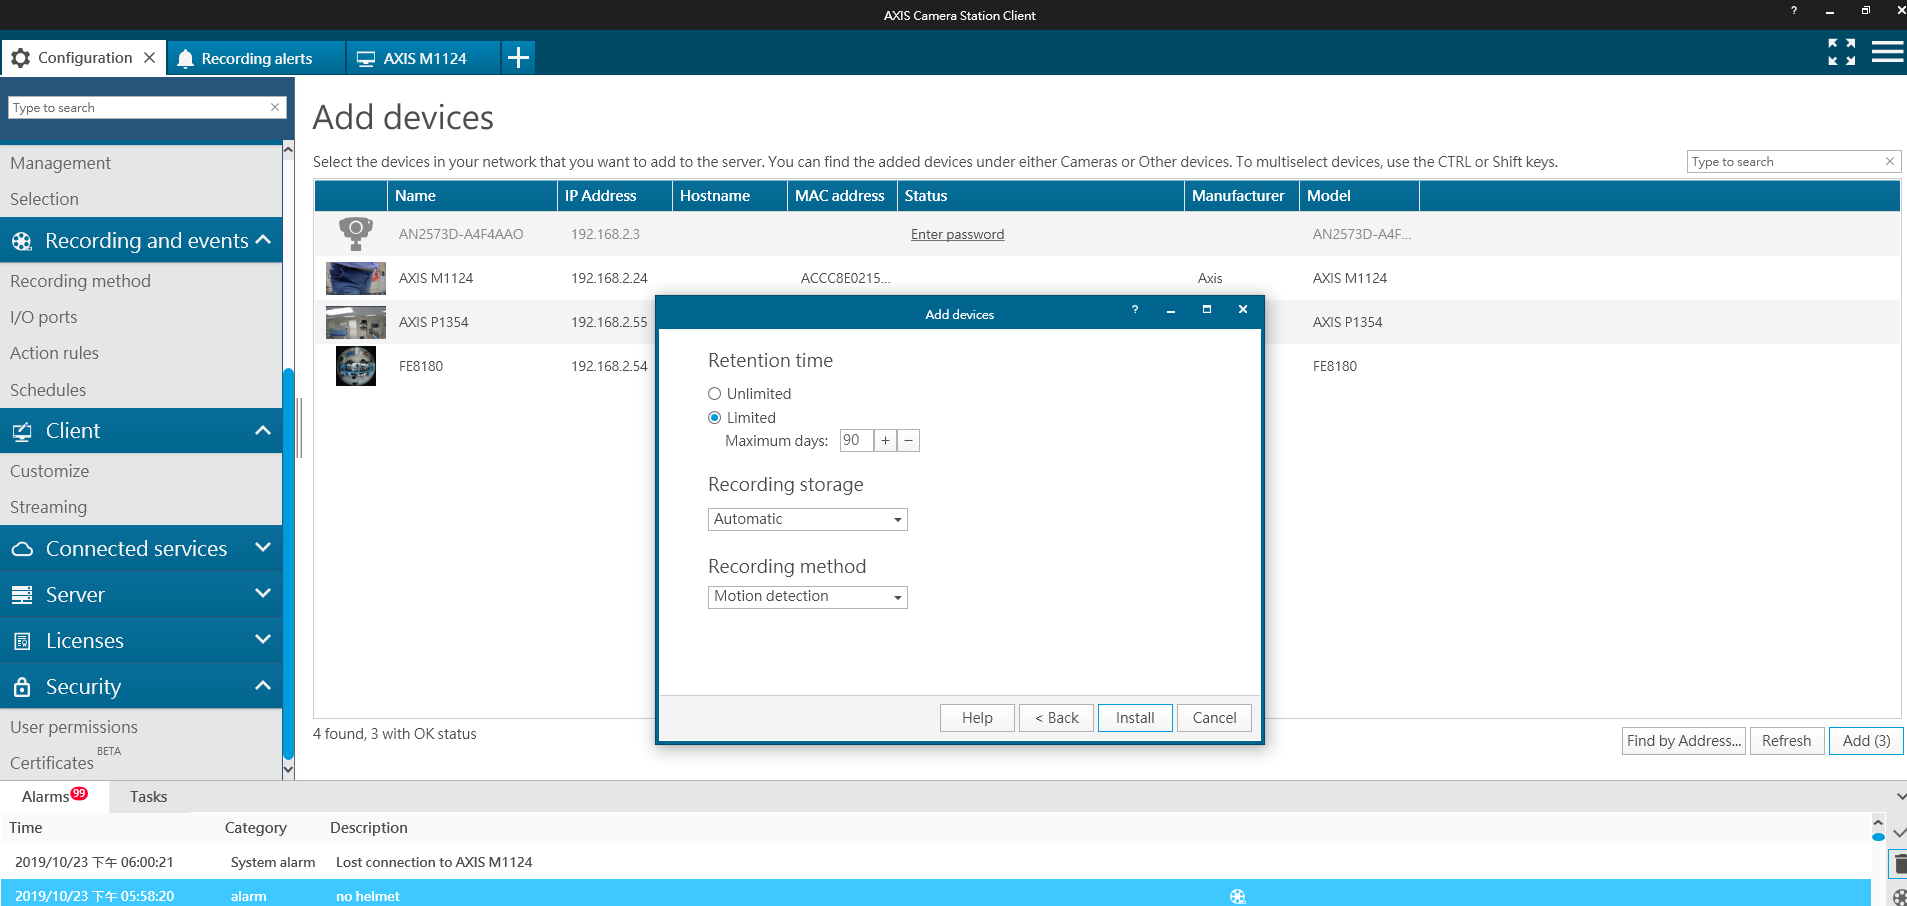 AXIS Camera Station Client
?
Configuration
Recording alerts
AXIS M1124
Type to search
Management
Selection
Recording and events
Recording method
I/O ports
Action rules
Schedules
Client
Customize
Streaming
Connected services
Server
Licenses
Security
User permissions
BETA
Certificates
Add devices
Select the devices in your network that you want to add to the server. You can find the added devices under either Cameras or Other devices. To multiselect devices, use the CTRL or Shift keys.
Type to search
Name IP Address Hostname MAC address Status Manufacturer Model
AN2573D-A4F4AAO 192.168.2.3 Enter password AN2573D-A4F...
AXIS M1124 192.168.2.24 ACCC8E0215... Axis AXIS M1124
AXIS P1354 192.168.2.55 AXIS P1354
FE8180 192.168.2.54 FE8180
Add devices
?
Retention time
Unlimited
Limited
Maximum days: 90 + −
Recording storage
Automatic
Recording method
Motion detection
Help < Back Install Cancel
4 found, 3 with OK status
Find by Address... Refresh Add (3)
Alarms 99 Tasks
Time Category Description
2019/10/23 下午 06:00:21 System alarm Lost connection to AXIS M1124
2019/10/23 下午 05:58:20 alarm no helmet